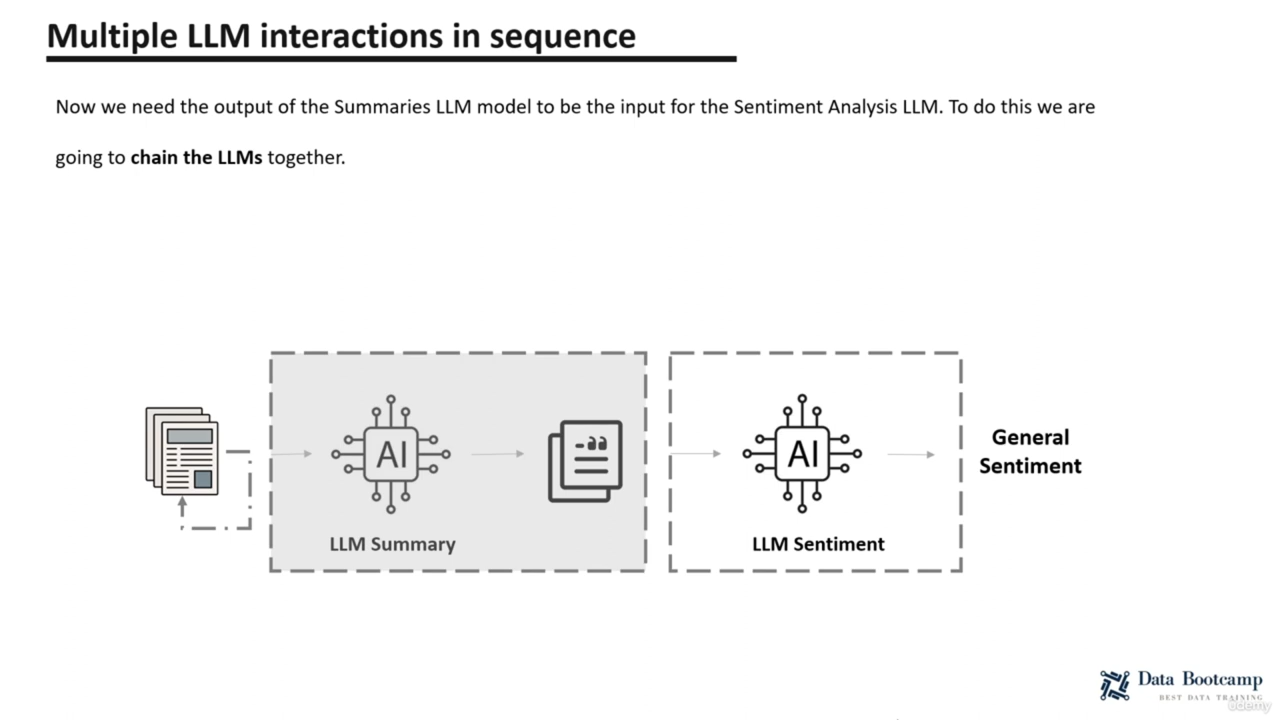 Multiple LLM interactions in sequence
Now we need the output of the Summaries LLM model to be the input for the Sentiment Analysis LLM. To do this we are
going to chain the LLMs together.
AI
AI
General
Sentiment
LLM Summary
LLM Sentiment
Data Bootcamp
BEST DATA TRAINING
udemy